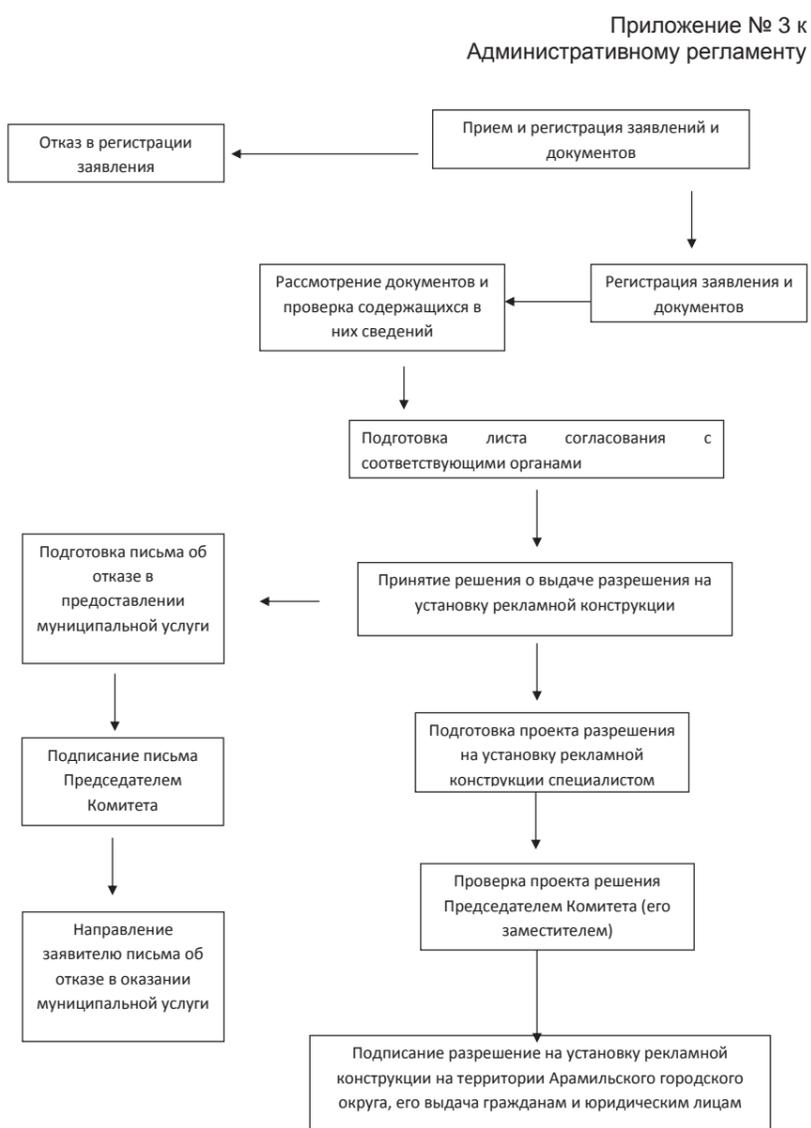 Приложение № 3 к
Административному регламенту
Отказ в регистрации
заявления
Прием и регистрация заявлений и
документов
Рассмотрение документов и
проверка содержащихся в
них сведений
Регистрация заявления и
документов
Подготовка листа согласования с
соответствующими органами
Подготовка письма об
отказе в
предоставлении
муниципальной услуги
Принятие решения о выдаче разрешения на
установку рекламной конструкции
Подписание письма
Председателем
Комитета
Подготовка проекта разрешения
на установку рекламной
конструкции специалистом
Направление
заявителю письма об
отказе в оказании
муниципальной услуги
Проверка проекта решения
Председателем Комитета (его
заместителем)
Подписание разрешение на установку рекламной
конструкции на территории Арамильского городского
округа, его выдача гражданам и юридическим лицам